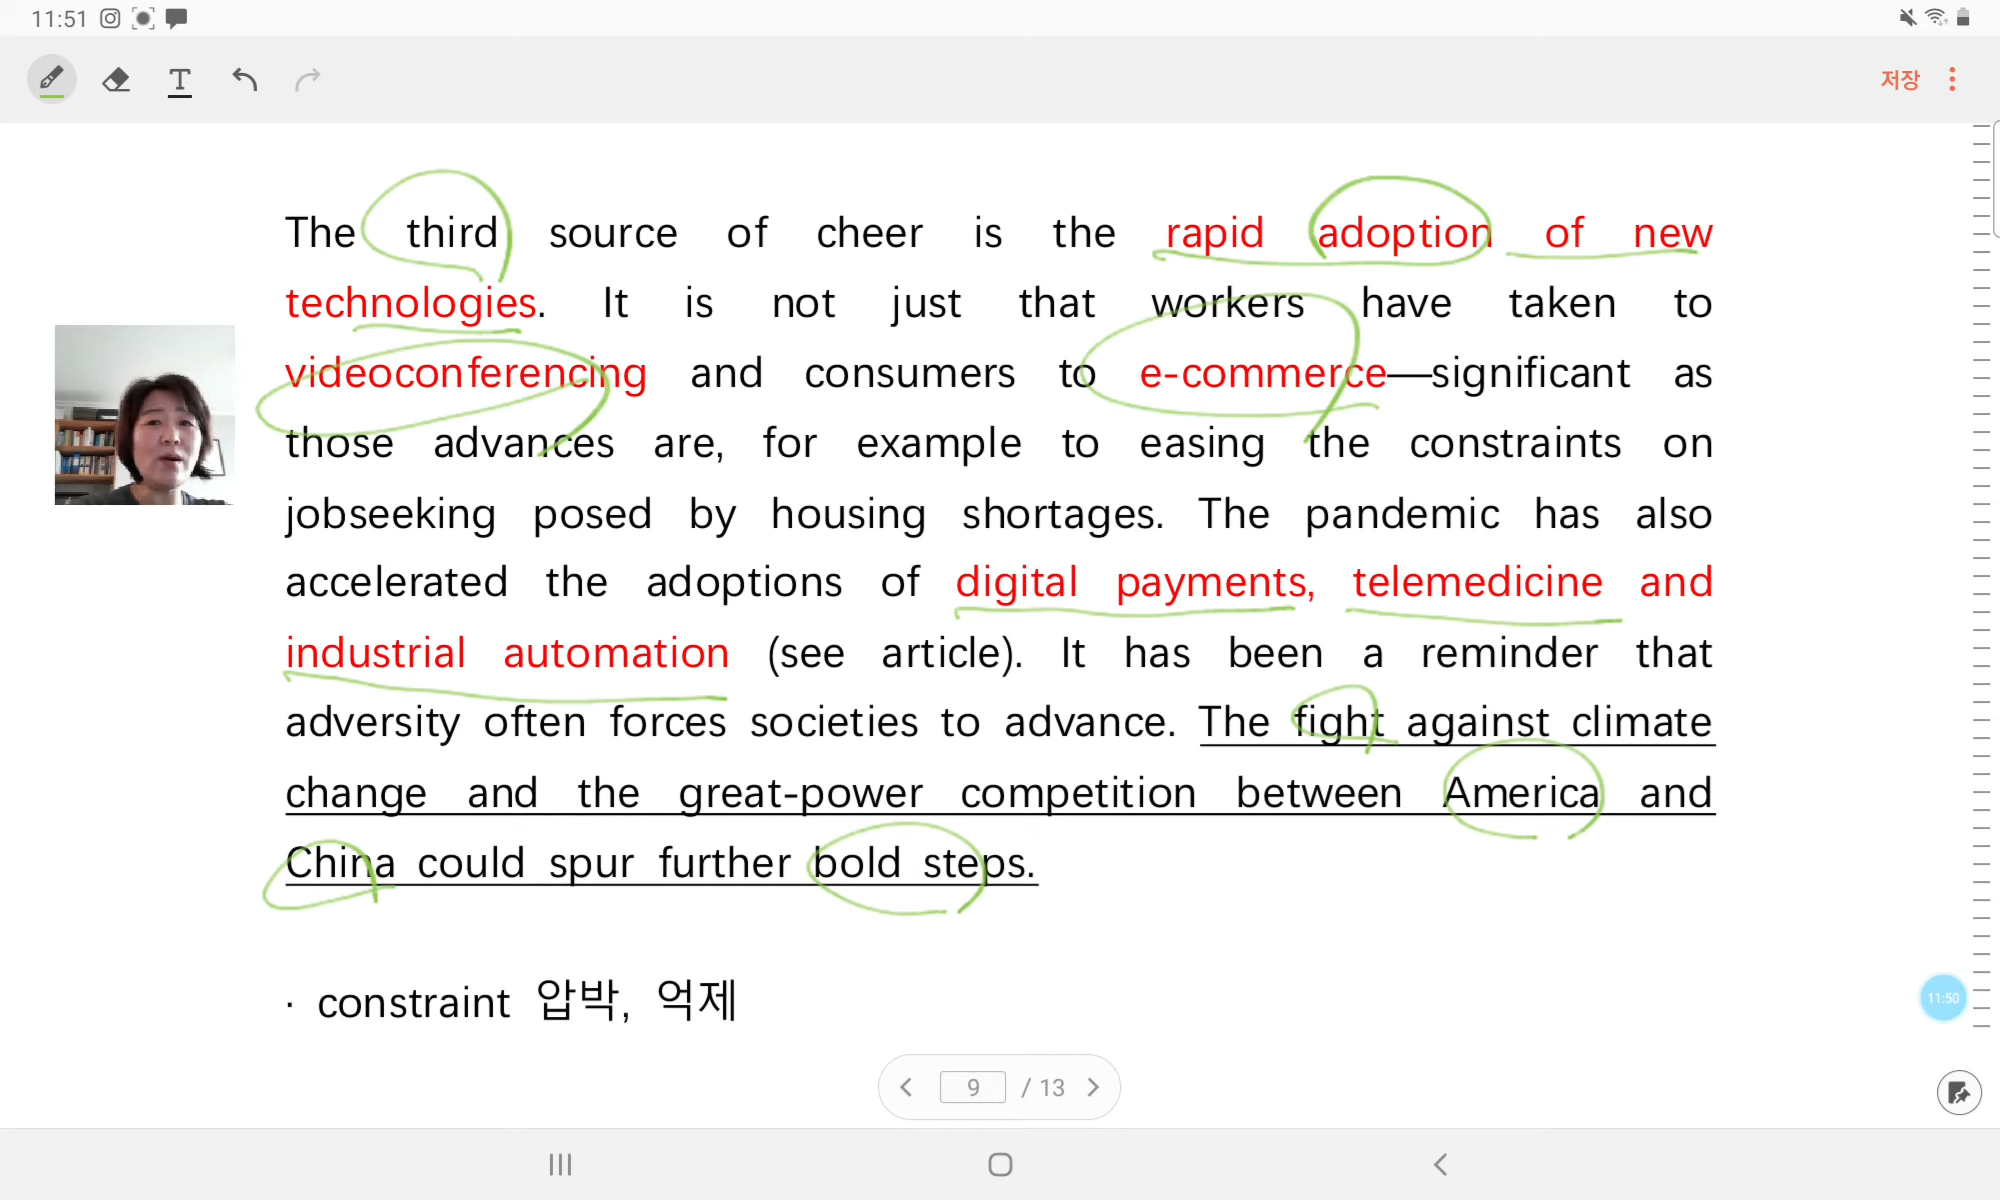 11:51
저장
The third source of cheer is the rapid adoption of new
technologies. It is not just that workers have taken to
videoconferencing and consumers to e-commerce—significant as
those advances are, for example to easing the constraints on
jobseeking posed by housing shortages. The pandemic has also
accelerated the adoptions of digital payments, telemedicine and
industrial automation (see article). It has been a reminder that
adversity often forces societies to advance. The fight against climate
change and the great-power competition between America and
China could spur further bold steps.
· constraint 압박, 억제
11:50
9 / 13